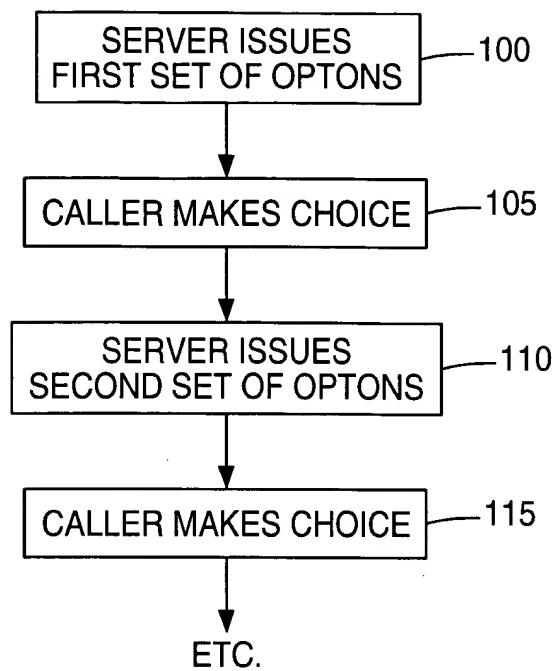 SERVER ISSUES
FIRST SET OF OPTONS
100
CALLER MAKES CHOICE
105
SERVER ISSUES
SECOND SET OF OPTONS
110
CALLER MAKES CHOICE
115
ETC.